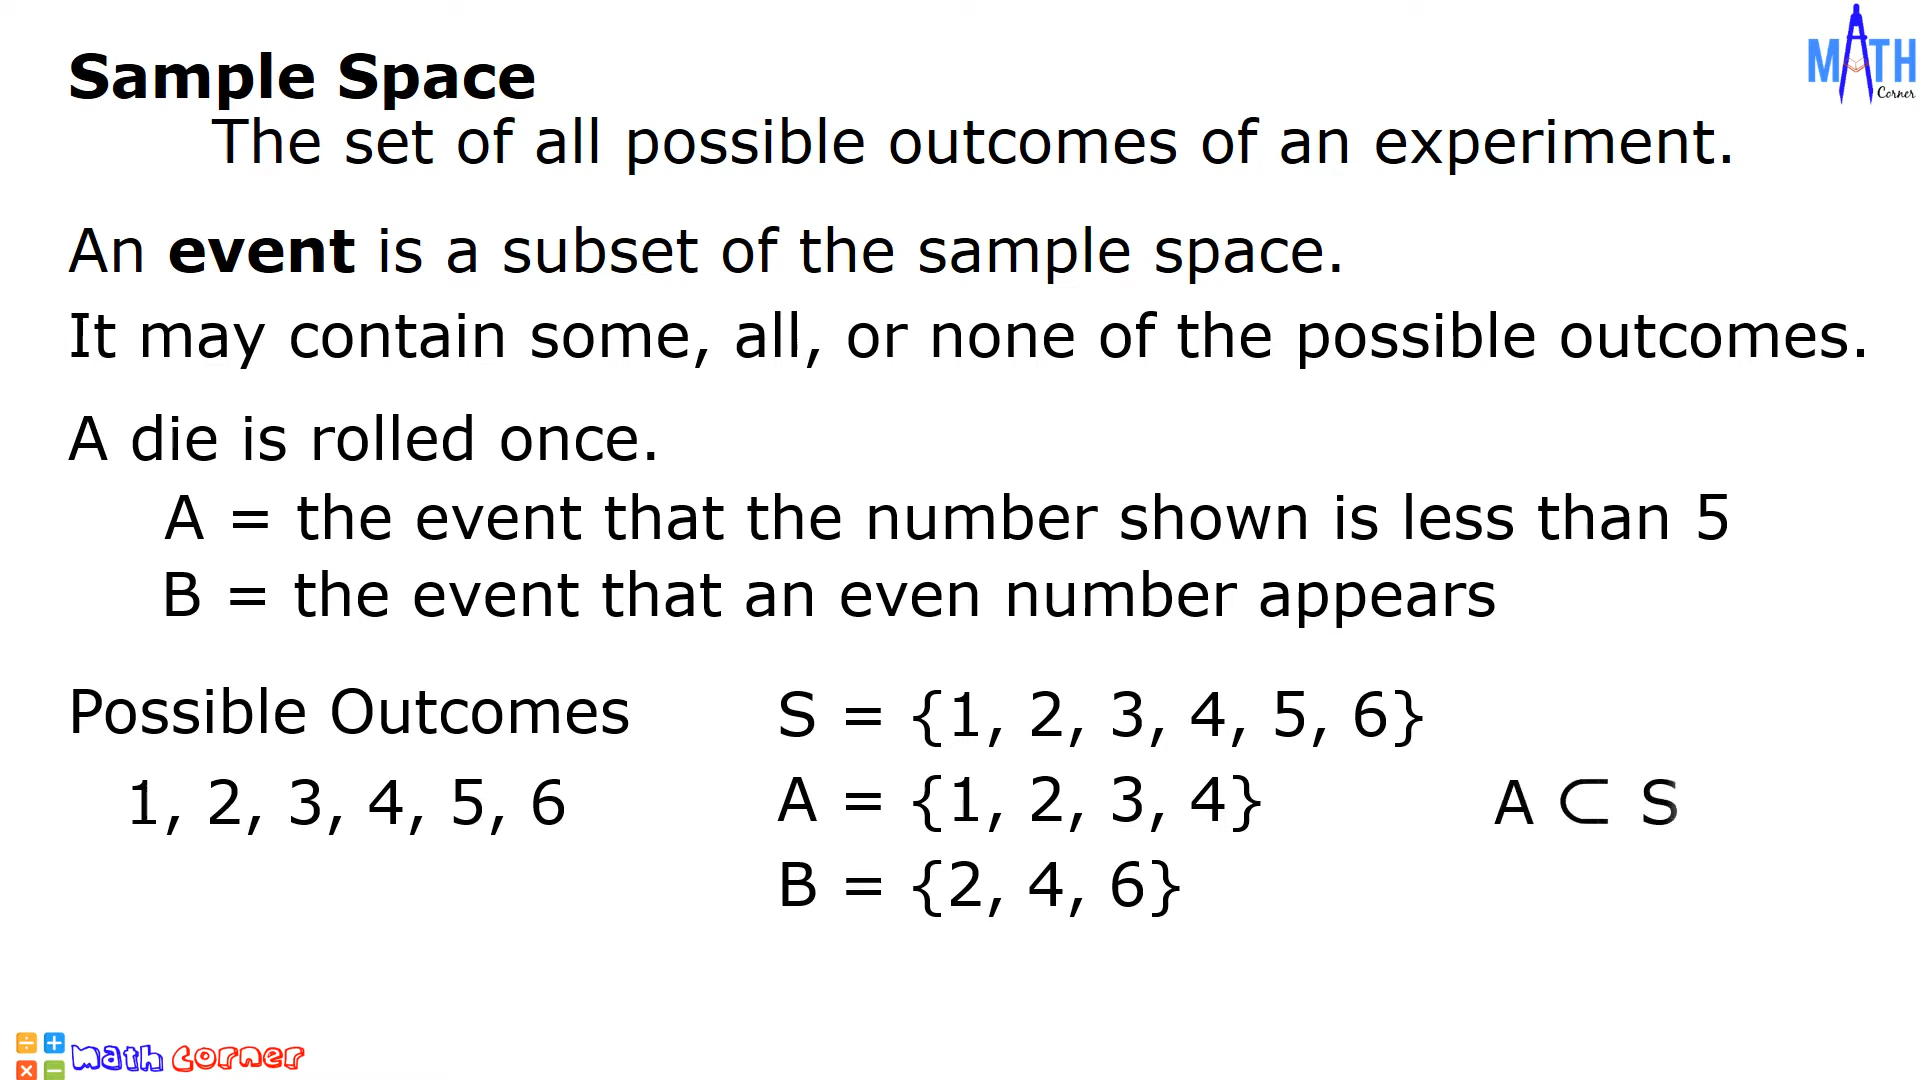 MATH
Corner
Sample Space
The set of all possible outcomes of an experiment.
An event is a subset of the sample space.
It may contain some, all, or none of the possible outcomes.
A die is rolled once.
A = the event that the number shown is less than 5
B = the event that an even number appears
Possible Outcomes
1, 2, 3, 4, 5, 6
S = {1, 2, 3, 4, 5, 6}
A = {1, 2, 3, 4}
B = {2, 4, 6}
A ⊂ S
math corner